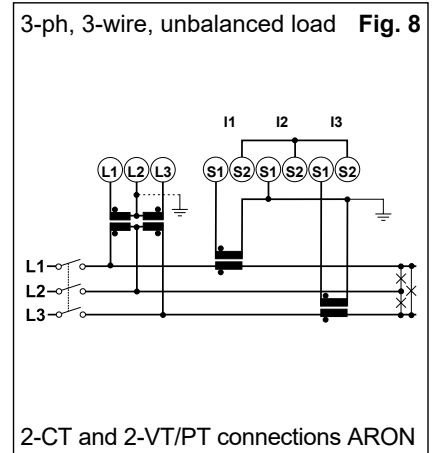 3-ph, 3-wire, unbalanced load Fig. 8
I1 I2 I3
L1 L2 L3 S1 S2 S1 S2 S1 S2
L1
L2
L3
2-CT and 2-VT/PT connections ARON